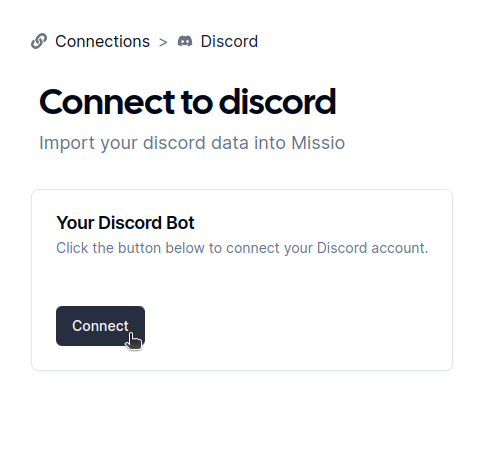 Connections > Discord
Connect to discord
Import your discord data into Missio
Your Discord Bot
Click the button below to connect your Discord account.
Connect